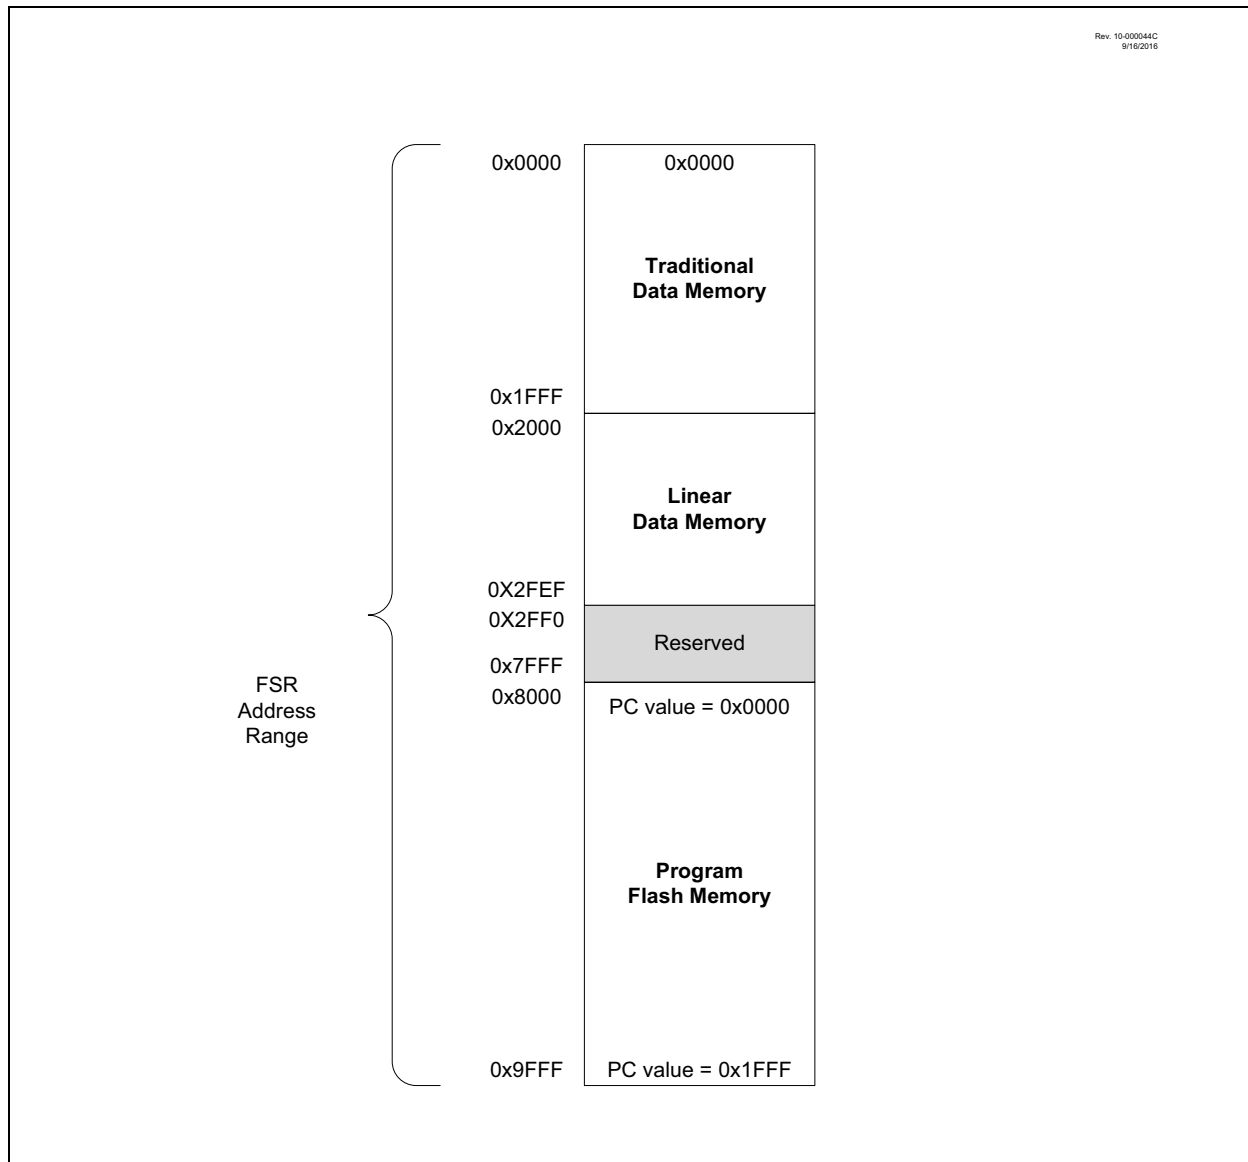 Rev. 10-000044C
9/16/2016
0x0000
0x0000
Traditional
Data Memory
0x1FFF
0x2000
Linear
Data Memory
0X2FEF
0X2FF0
Reserved
0x7FFF
0x8000
PC value = 0x0000
FSR
Address
Range
Program
Flash Memory
0x9FFF
PC value = 0x1FFF